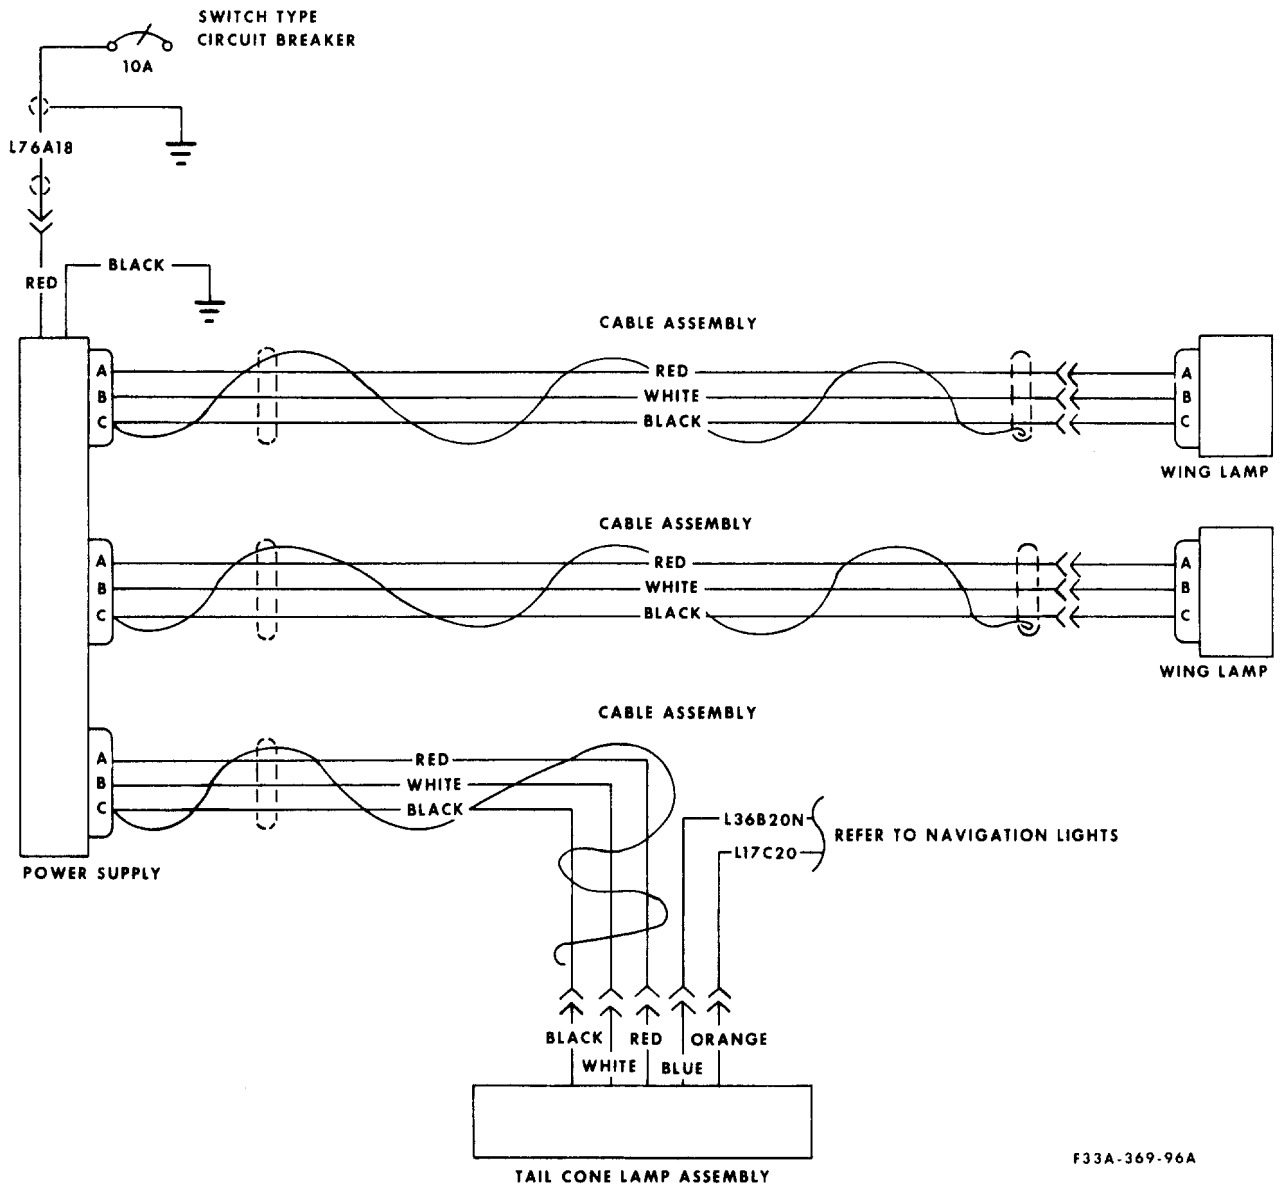 SWITCH TYPE
CIRCUIT BREAKER
10A
L76A18
RED
BLACK
CABLE ASSEMBLY
A
RED
A
B
WHITE
B
C
BLACK
C
WING LAMP
CABLE ASSEMBLY
A
RED
A
B
WHITE
B
C
BLACK
C
WING LAMP
CABLE ASSEMBLY
A
RED
B
WHITE
C
BLACK
L36B20N
REFER TO NAVIGATION LIGHTS
L17C20
POWER SUPPLY
BLACK
RED
ORANGE
WHITE
BLUE
TAIL CONE LAMP ASSEMBLY
F33A-369-96A